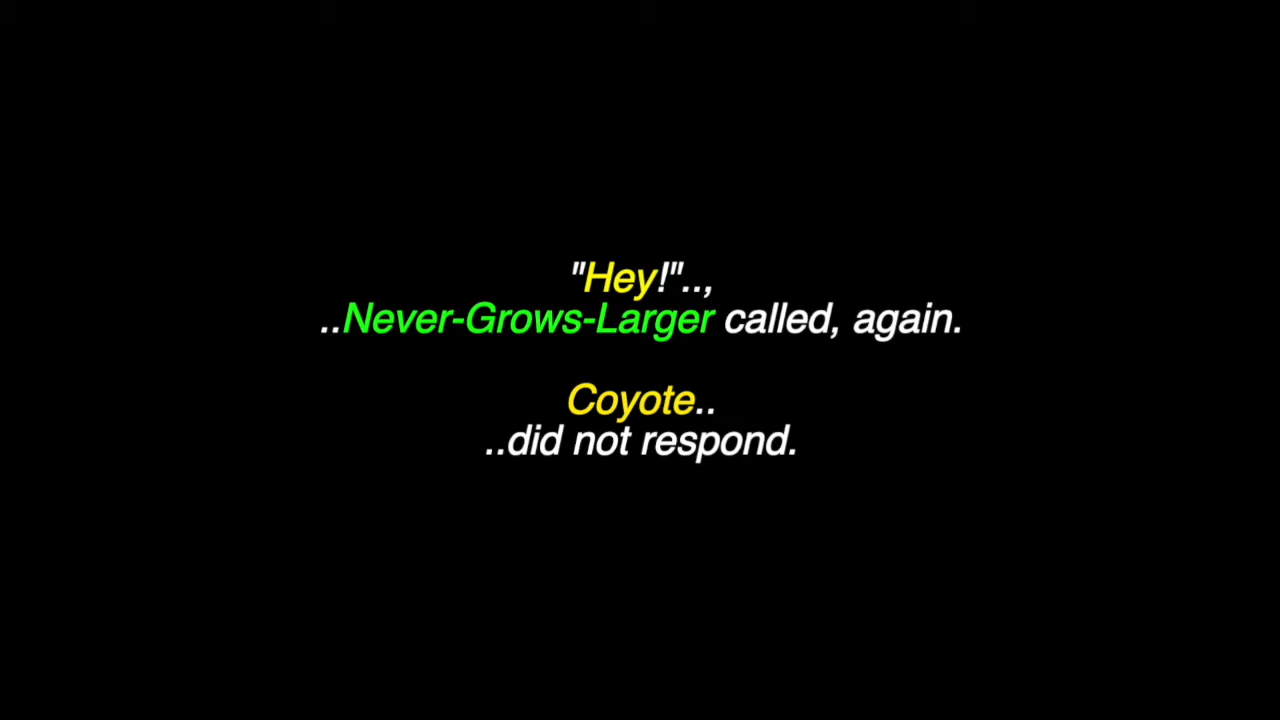 "Hey!"..,
..Never-Grows-Larger called, again.
Coyote..
..did not respond.